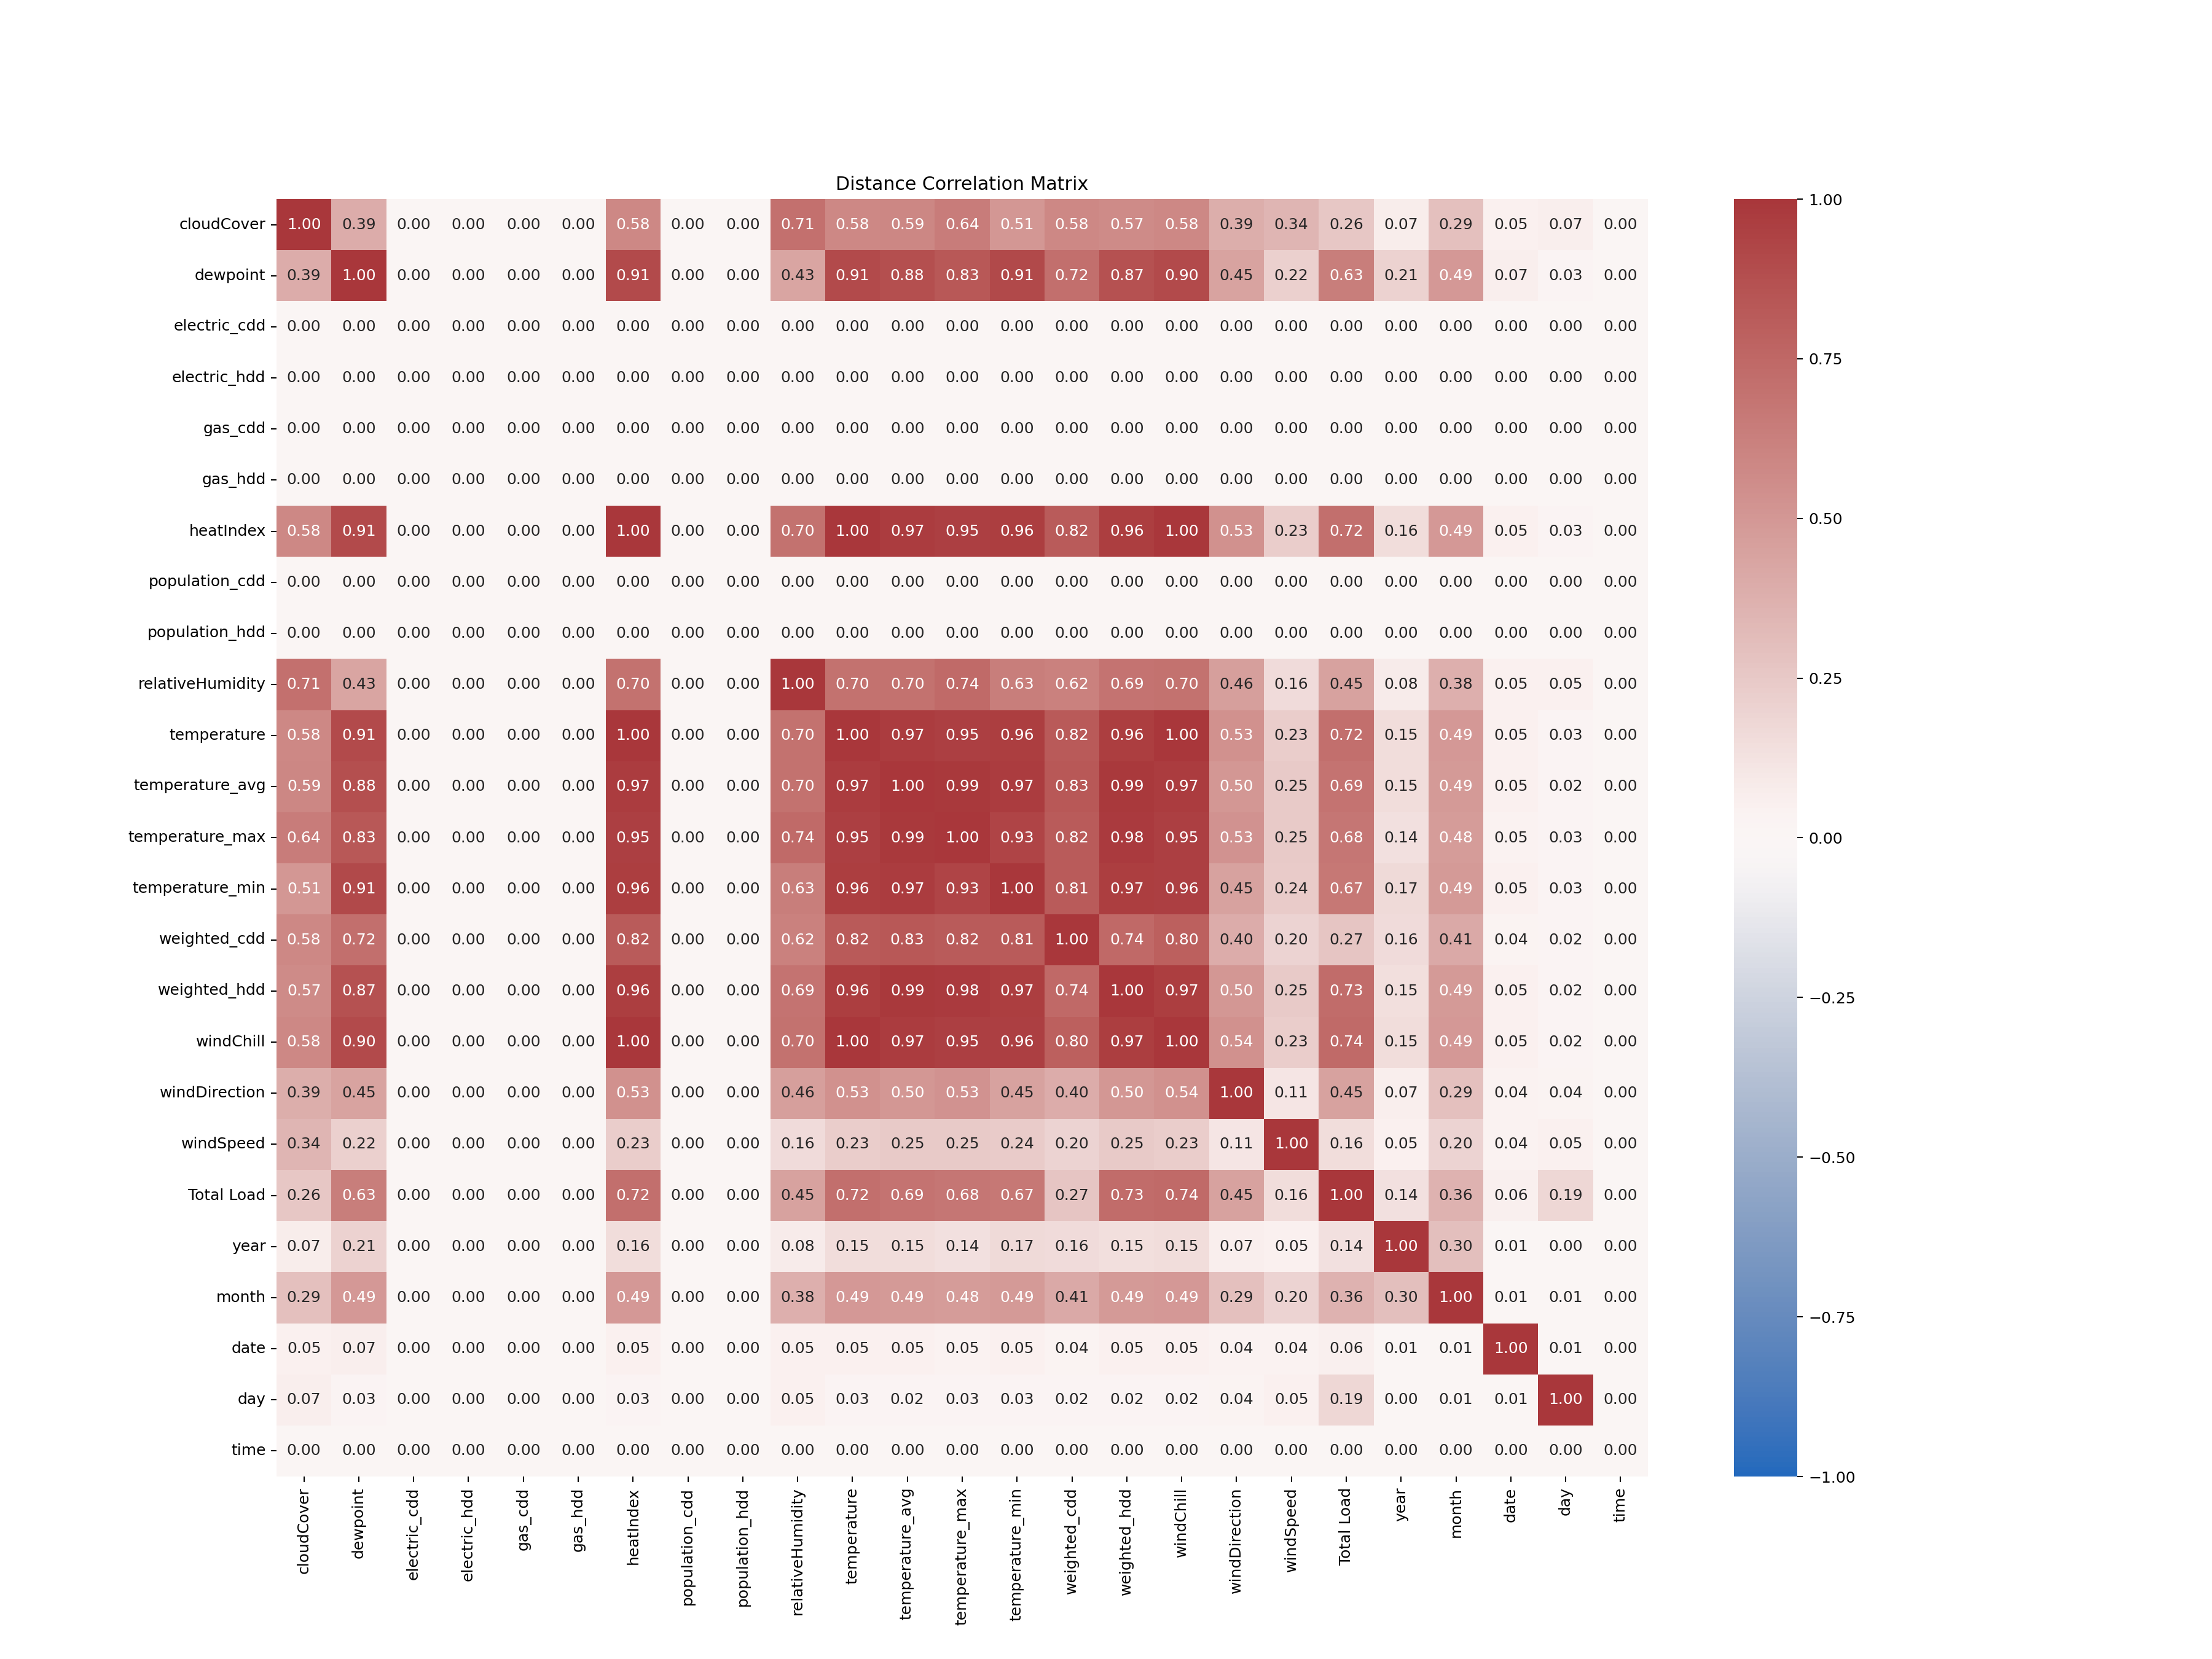 Distance Correlation Matrix
cloudCover 1.00 0.39 0.00 0.00 0.00 0.00 0.58 0.00 0.00 0.71 0.58 0.59 0.64 0.51 0.58 0.57 0.58 0.39 0.34 0.26 0.07 0.29 0.05 0.07 0.00
dewpoint 0.39 1.00 0.00 0.00 0.00 0.00 0.91 0.00 0.00 0.43 0.91 0.88 0.83 0.91 0.72 0.87 0.90 0.45 0.22 0.63 0.21 0.49 0.07 0.03 0.00
electric_cdd 0.00 0.00 0.00 0.00 0.00 0.00 0.00 0.00 0.00 0.00 0.00 0.00 0.00 0.00 0.00 0.00 0.00 0.00 0.00 0.00 0.00 0.00 0.00 0.00 0.00
electric_hdd 0.00 0.00 0.00 0.00 0.00 0.00 0.00 0.00 0.00 0.00 0.00 0.00 0.00 0.00 0.00 0.00 0.00 0.00 0.00 0.00 0.00 0.00 0.00 0.00 0.00
gas_cdd 0.00 0.00 0.00 0.00 0.00 0.00 0.00 0.00 0.00 0.00 0.00 0.00 0.00 0.00 0.00 0.00 0.00 0.00 0.00 0.00 0.00 0.00 0.00 0.00 0.00
gas_hdd 0.00 0.00 0.00 0.00 0.00 0.00 0.00 0.00 0.00 0.00 0.00 0.00 0.00 0.00 0.00 0.00 0.00 0.00 0.00 0.00 0.00 0.00 0.00 0.00 0.00
heatIndex 0.58 0.91 0.00 0.00 0.00 0.00 1.00 0.00 0.00 0.70 1.00 0.97 0.95 0.96 0.82 0.96 1.00 0.53 0.23 0.72 0.16 0.49 0.05 0.03 0.00
population_cdd 0.00 0.00 0.00 0.00 0.00 0.00 0.00 0.00 0.00 0.00 0.00 0.00 0.00 0.00 0.00 0.00 0.00 0.00 0.00 0.00 0.00 0.00 0.00 0.00 0.00
population_hdd 0.00 0.00 0.00 0.00 0.00 0.00 0.00 0.00 0.00 0.00 0.00 0.00 0.00 0.00 0.00 0.00 0.00 0.00 0.00 0.00 0.00 0.00 0.00 0.00 0.00
relativeHumidity 0.71 0.43 0.00 0.00 0.00 0.00 0.70 0.00 0.00 1.00 0.70 0.70 0.74 0.63 0.62 0.69 0.70 0.46 0.16 0.45 0.08 0.38 0.05 0.05 0.00
temperature 0.58 0.91 0.00 0.00 0.00 0.00 1.00 0.00 0.00 0.70 1.00 0.97 0.95 0.96 0.82 0.96 1.00 0.53 0.23 0.72 0.15 0.49 0.05 0.03 0.00
temperature_avg 0.59 0.88 0.00 0.00 0.00 0.00 0.97 0.00 0.00 0.70 0.97 1.00 0.99 0.97 0.83 0.99 0.97 0.50 0.25 0.69 0.15 0.49 0.05 0.02 0.00
temperature_max 0.64 0.83 0.00 0.00 0.00 0.00 0.95 0.00 0.00 0.74 0.95 0.99 1.00 0.93 0.82 0.98 0.95 0.53 0.25 0.68 0.14 0.48 0.05 0.03 0.00
temperature_min 0.51 0.91 0.00 0.00 0.00 0.00 0.96 0.00 0.00 0.63 0.96 0.97 0.93 1.00 0.81 0.97 0.96 0.45 0.24 0.67 0.17 0.49 0.05 0.03 0.00
weighted_cdd 0.58 0.72 0.00 0.00 0.00 0.00 0.82 0.00 0.00 0.62 0.82 0.83 0.82 0.81 1.00 0.74 0.80 0.40 0.20 0.27 0.16 0.41 0.04 0.02 0.00
weighted_hdd 0.57 0.87 0.00 0.00 0.00 0.00 0.96 0.00 0.00 0.69 0.96 0.99 0.98 0.97 0.74 1.00 0.97 0.50 0.25 0.73 0.15 0.49 0.05 0.02 0.00
windChill 0.58 0.90 0.00 0.00 0.00 0.00 1.00 0.00 0.00 0.70 1.00 0.97 0.95 0.96 0.80 0.97 1.00 0.54 0.23 0.74 0.15 0.49 0.05 0.02 0.00
windDirection 0.39 0.45 0.00 0.00 0.00 0.00 0.53 0.00 0.00 0.46 0.53 0.50 0.53 0.45 0.40 0.50 0.54 1.00 0.11 0.45 0.07 0.29 0.04 0.04 0.00
windSpeed 0.34 0.22 0.00 0.00 0.00 0.00 0.23 0.00 0.00 0.16 0.23 0.25 0.25 0.24 0.20 0.25 0.23 0.11 1.00 0.16 0.05 0.20 0.04 0.05 0.00
Total Load 0.26 0.63 0.00 0.00 0.00 0.00 0.72 0.00 0.00 0.45 0.72 0.69 0.68 0.67 0.27 0.73 0.74 0.45 0.16 1.00 0.14 0.36 0.06 0.19 0.00
year 0.07 0.21 0.00 0.00 0.00 0.00 0.16 0.00 0.00 0.08 0.15 0.15 0.14 0.17 0.16 0.15 0.15 0.07 0.05 0.14 1.00 0.30 0.01 0.00 0.00
month 0.29 0.49 0.00 0.00 0.00 0.00 0.49 0.00 0.00 0.38 0.49 0.49 0.48 0.49 0.41 0.49 0.49 0.29 0.20 0.36 0.30 1.00 0.01 0.01 0.00
date 0.05 0.07 0.00 0.00 0.00 0.00 0.05 0.00 0.00 0.05 0.05 0.05 0.05 0.05 0.04 0.05 0.05 0.04 0.04 0.06 0.01 0.01 1.00 0.01 0.00
day 0.07 0.03 0.00 0.00 0.00 0.00 0.03 0.00 0.00 0.05 0.03 0.02 0.03 0.03 0.02 0.02 0.02 0.04 0.05 0.19 0.00 0.01 0.01 1.00 0.00
time 0.00 0.00 0.00 0.00 0.00 0.00 0.00 0.00 0.00 0.00 0.00 0.00 0.00 0.00 0.00 0.00 0.00 0.00 0.00 0.00 0.00 0.00 0.00 0.00 0.00
cloudCover
dewpoint
electric_cdd
electric_hdd
gas_cdd
gas_hdd
heatIndex
population_cdd
population_hdd
relativeHumidity
temperature
temperature_avg
temperature_max
temperature_min
weighted_cdd
weighted_hdd
windChill
windDirection
windSpeed
Total Load
year
month
date
day
time
1.00
0.75
0.50
0.25
0.00
−0.25
−0.50
−0.75
−1.00